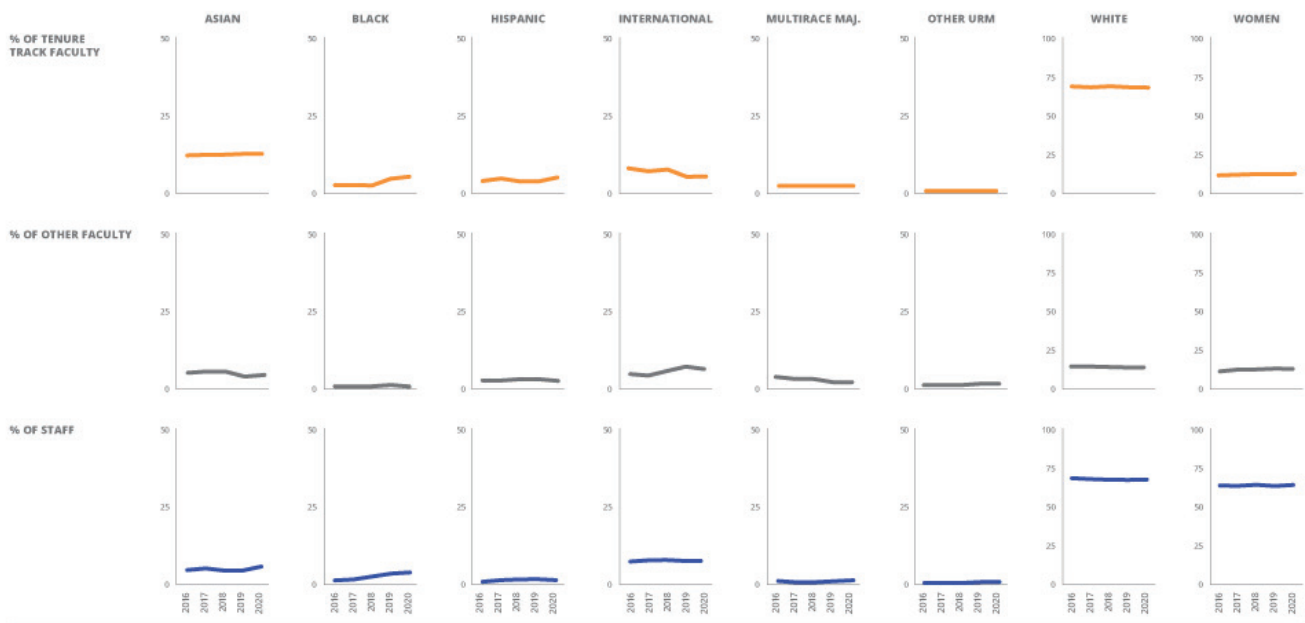 ASIAN BLACK HISPANIC INTERNATIONAL MULTIRACE MAJ. OTHER URM WHITE WOMEN
% OF TENURE
TRACK FACULTY
50 50 50 50 50 50 100 100
75 75
25 25 25 25 25 25 50 50
25 25
0 0 0 0 0 0 0 0
% OF OTHER FACULTY
50 50 50 50 50 50 100 100
75 75
25 25 25 25 25 25 50 50
25 25
0 0 0 0 0 0 0 0
% OF STAFF
50 50 50 50 50 50 100 100
75 75
25 25 25 25 25 25 50 50
25 25
0 0 0 0 0 0 0 0
2016 2017 2018 2019 2020 2016 2017 2018 2019 2020 2016 2017 2018 2019 2020 2016 2017 2018 2019 2020 2016 2017 2018 2019 2020 2016 2017 2018 2019 2020 2016 2017 2018 2019 2020 2016 2017 2018 2019 2020